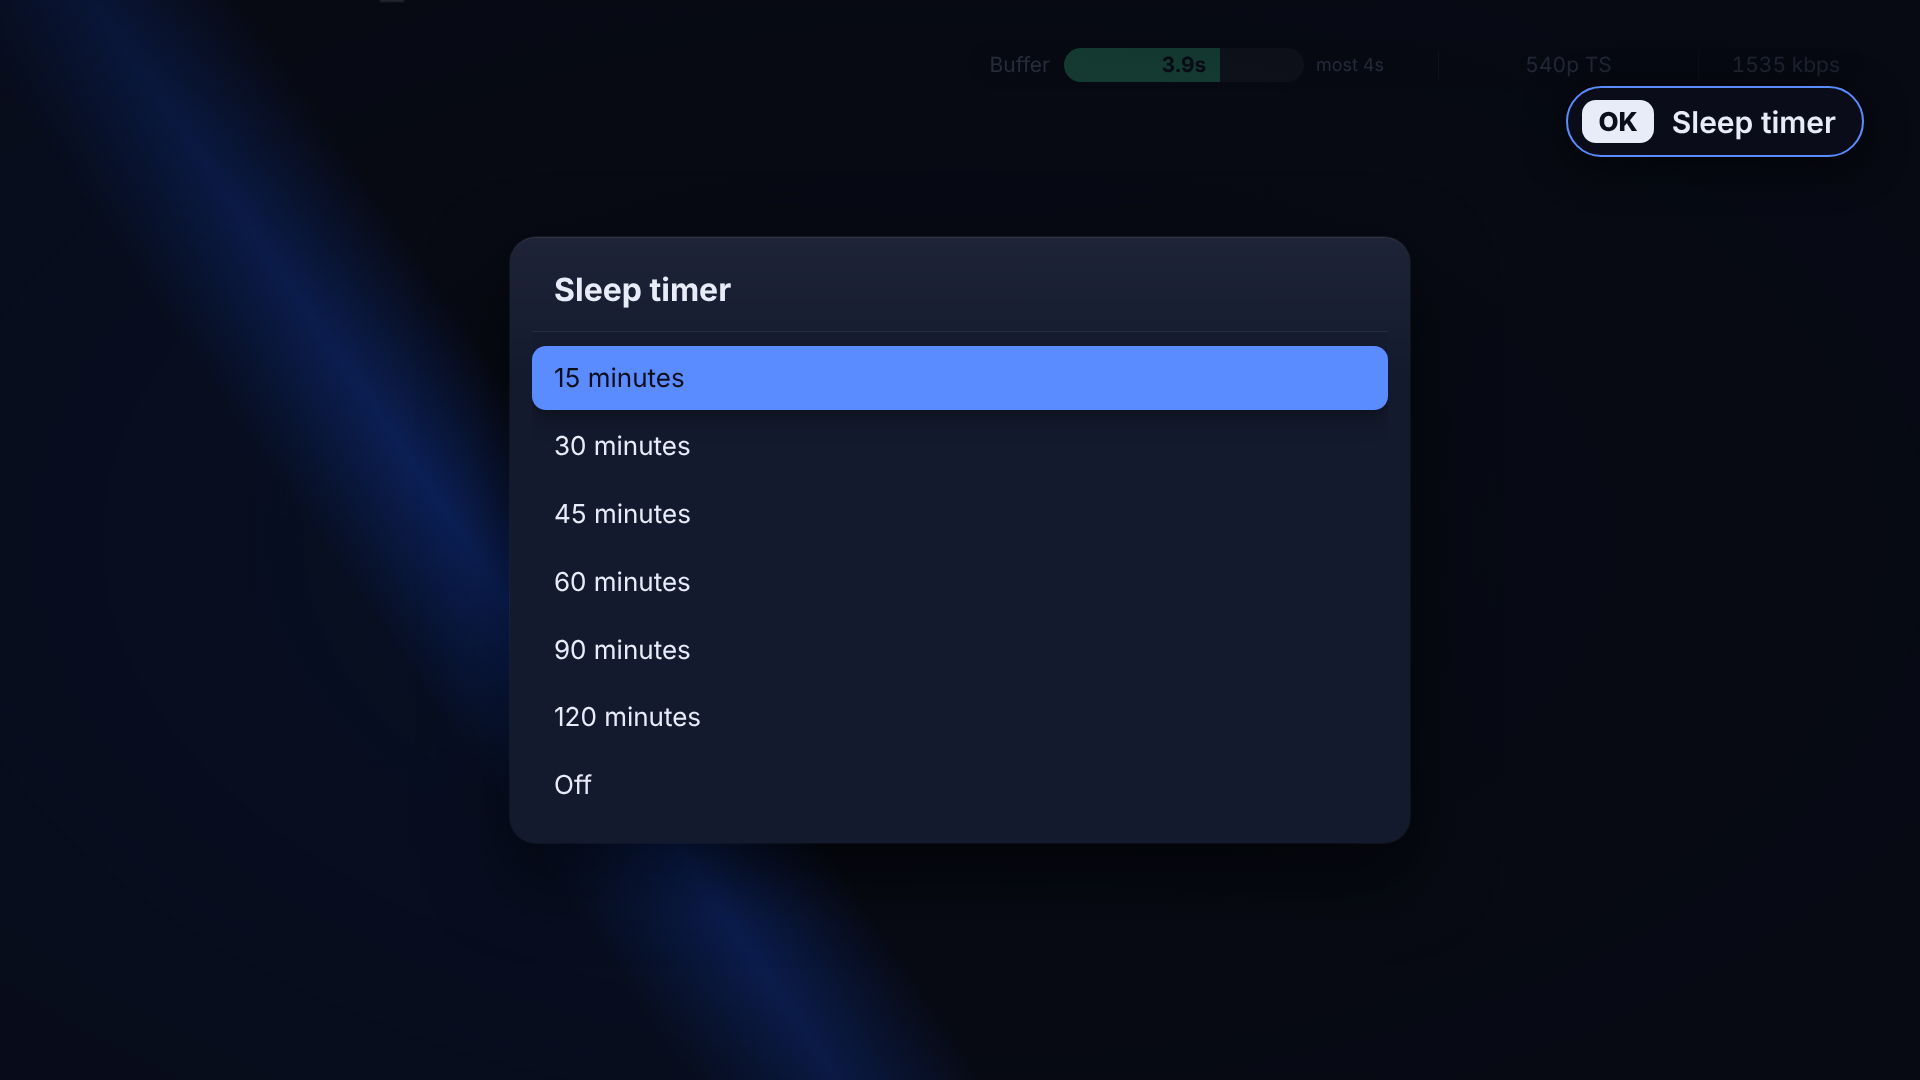 Buffer 3.9s most 4s 540p TS 1535 kbps
OK Sleep timer
Sleep timer
15 minutes
30 minutes
45 minutes
60 minutes
90 minutes
120 minutes
Off